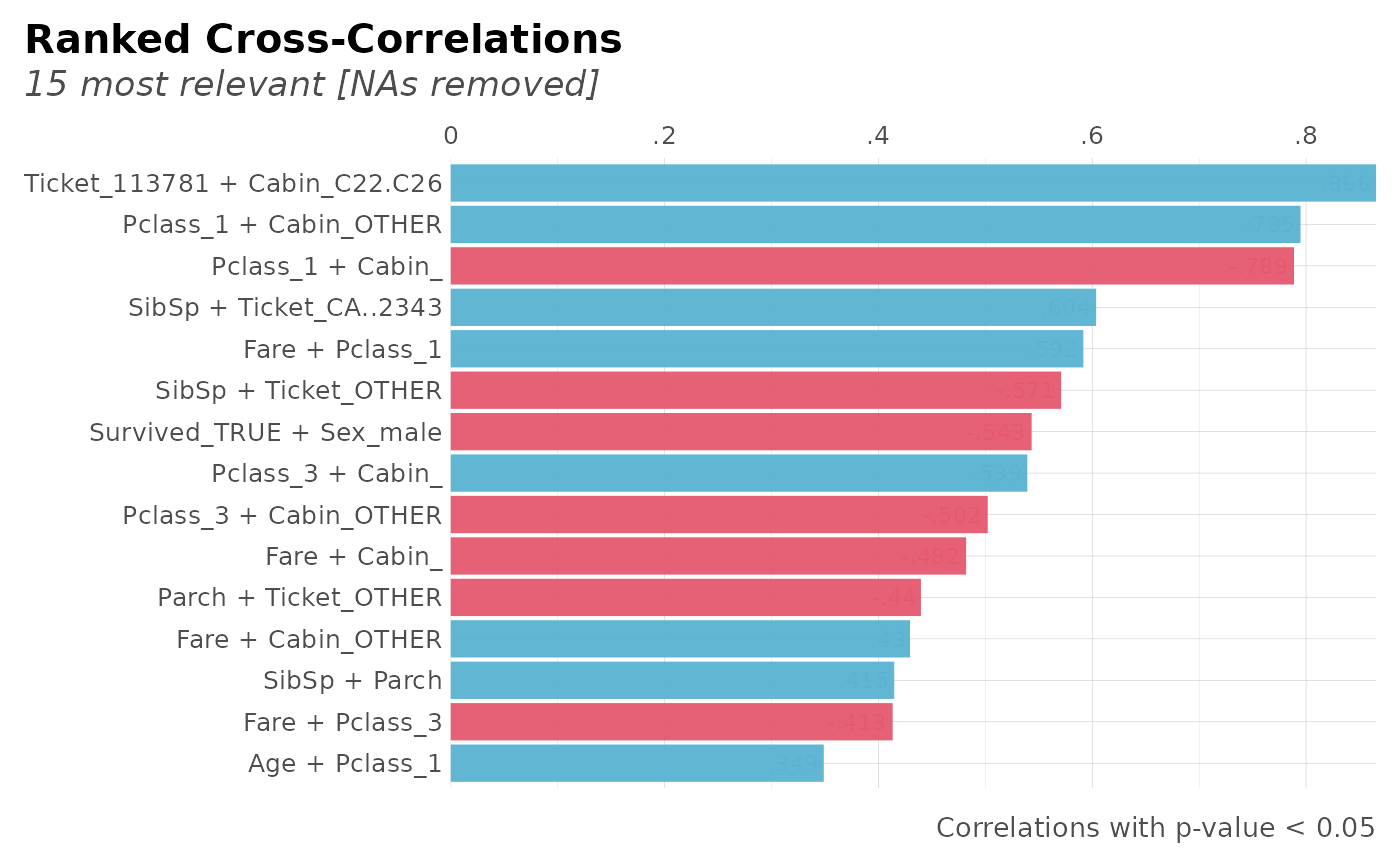 Ranked Cross-Correlations
15 most relevant [NAs removed]
0 .2 .4 .6 .8
Ticket_113781 + Cabin_C22.C26 .866
Pclass_1 + Cabin_OTHER .795
Pclass_1 + Cabin_ -.789
SibSp + Ticket_CA..2343 .604
Fare + Pclass_1 .592
SibSp + Ticket_OTHER -.571
Survived_TRUE + Sex_male -.543
Pclass_3 + Cabin_ .539
Pclass_3 + Cabin_OTHER -.502
Fare + Cabin_ -.482
Parch + Ticket_OTHER -.44
Fare + Cabin_OTHER .43
SibSp + Parch .415
Fare + Pclass_3 -.413
Age + Pclass_1 .349
Correlations with p-value < 0.05